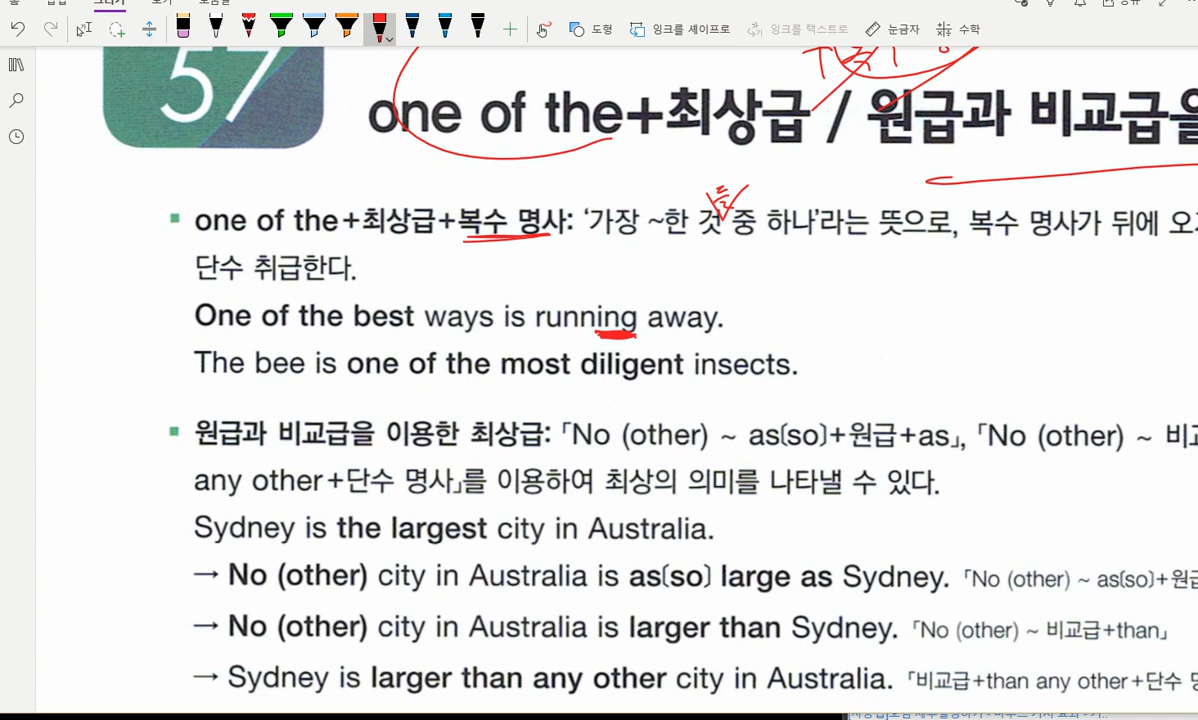 도형
잉크를 셰이프로
잉크를 텍스트로
눈금자
수학
57
one of the+최상급 / 원급과 비교급을
들
one of the+최상급+복수 명사: '가장 ~한 것 중 하나'라는 뜻으로, 복수 명사가 뒤에 오
단수 취급한다.
One of the best ways is running away.
The bee is one of the most diligent insects.
원급과 비교급을 이용한 최상급: 「No (other) ~ as(so)+원급+as」, 「No (other) ~ 비교
any other+단수 명사」를 이용하여 최상의 의미를 나타낼 수 있다.
Sydney is the largest city in Australia.
→ No (other) city in Australia is as(so) large as Sydney. 「No (other) ~ as(so)+원급
→ No (other) city in Australia is larger than Sydney. 「No (other) ~ 비교급+than」
→ Sydney is larger than any other city in Australia. 「비교급+than any other+단수 명